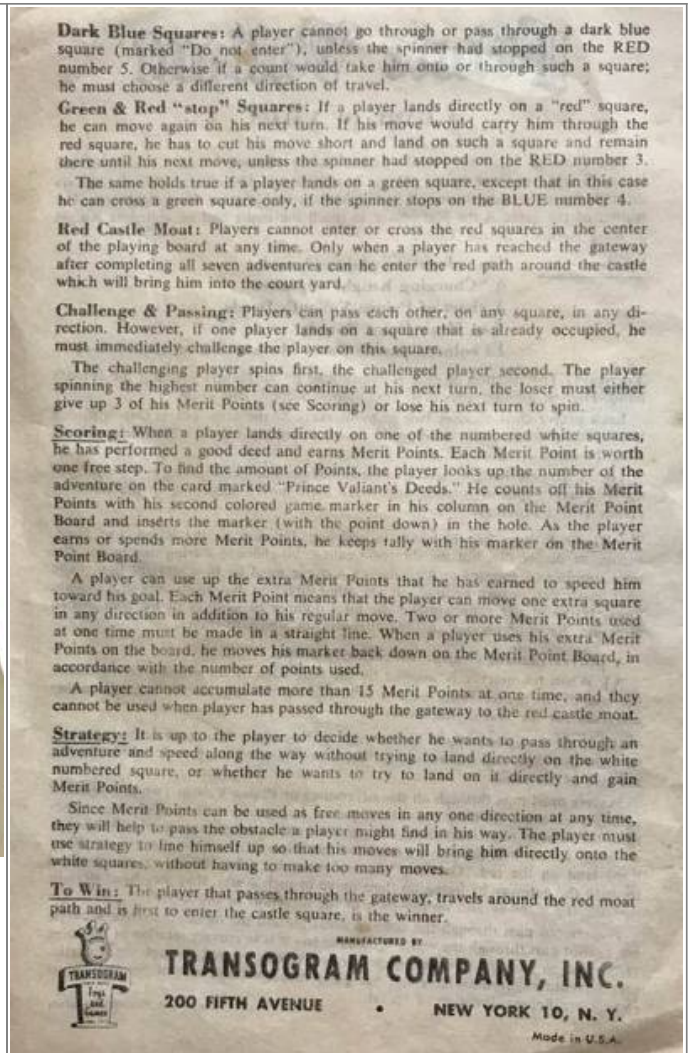 Dark Blue Squares: A player cannot go through or pass through a dark blue
square (marked "Do not enter"), unless the spinner had stopped on the RED
number 5. Otherwise if a count would take him onto or through such a square;
he must choose a different direction of travel.
Green & Red "stop" Squares: If a player lands directly on a "red" square,
he can move again on his next turn. If his move would carry him through the
red square, he has to cut his move short and land on such a square and remain
there until his next move, unless the spinner had stopped on the RED number 3.
The same holds true if a player lands on a green square, except that in this case
he can cross a green square only, if the spinner stops on the BLUE number 4.
Red Castle Moat: Players cannot enter or cross the red squares in the center
of the playing board at any time. Only when a player has reached the gateway
after completing all seven adventures can he enter the red path around the castle
which will bring him into the court yard.
Challenge & Passing: Players can pass each other, on any square, in any di-
rection. However, if one player lands on a square that is already occupied, he
must immediately challenge the player on this square.
The challenging player spins first, the challenged player second. The player
spinning the highest number can continue at his next turn, the loser must either
give up 3 of his Merit Points (see Scoring) or lose his next turn to spin.
Scoring: When a player lands directly on one of the numbered white squares,
he has performed a good deed and earns Merit Points. Each Merit Point is worth
one free step. To find the amount of Points, the player looks up the number of the
adventure on the card marked "Prince Valiant's Deeds." He counts off his Merit
Points with his second colored game marker in his column on the Merit Point
Board and inserts the marker (with the point down) in the hole. As the player
earns or spends more Merit Points, he keeps tally with his marker on the Merit
Point Board.
A player can use up the extra Merit Points that he has earned to speed him
toward his goal. Each Merit Point means that the player can move one extra square
in any direction in addition to his regular move. Two or more Merit Points used
at one time must be made in a straight line. When a player uses his extra Merit
Points on the board, he moves his marker back down on the Merit Point Board, in
accordance with the number of points used.
A player cannot accumulate more than 15 Merit Points at one time, and they
cannot be used when player has passed through the gateway to the red castle moat.
Strategy: It is up to the player to decide whether he wants to pass through an
adventure and speed along the way without trying to land directly on the white
numbered square, or whether he wants to try to land on it directly and gain
Merit Points.
Since Merit Points can be used as free moves in any one direction at any time,
they will help to pass the obstacle a player might find in his way. The player must
use strategy to line himself up so that his moves will bring him directly onto the
white squares, without having to make too many moves.
To Win: The player that passes through the gateway, travels around the red moat
path and is first to enter the castle square, is the winner.
MANUFACTURED BY
TRANSOGRAM COMPANY, INC.
200 FIFTH AVENUE • NEW YORK 10, N. Y.
Made in U.S.A.
TRANSOGRAM
Toys
and
Games